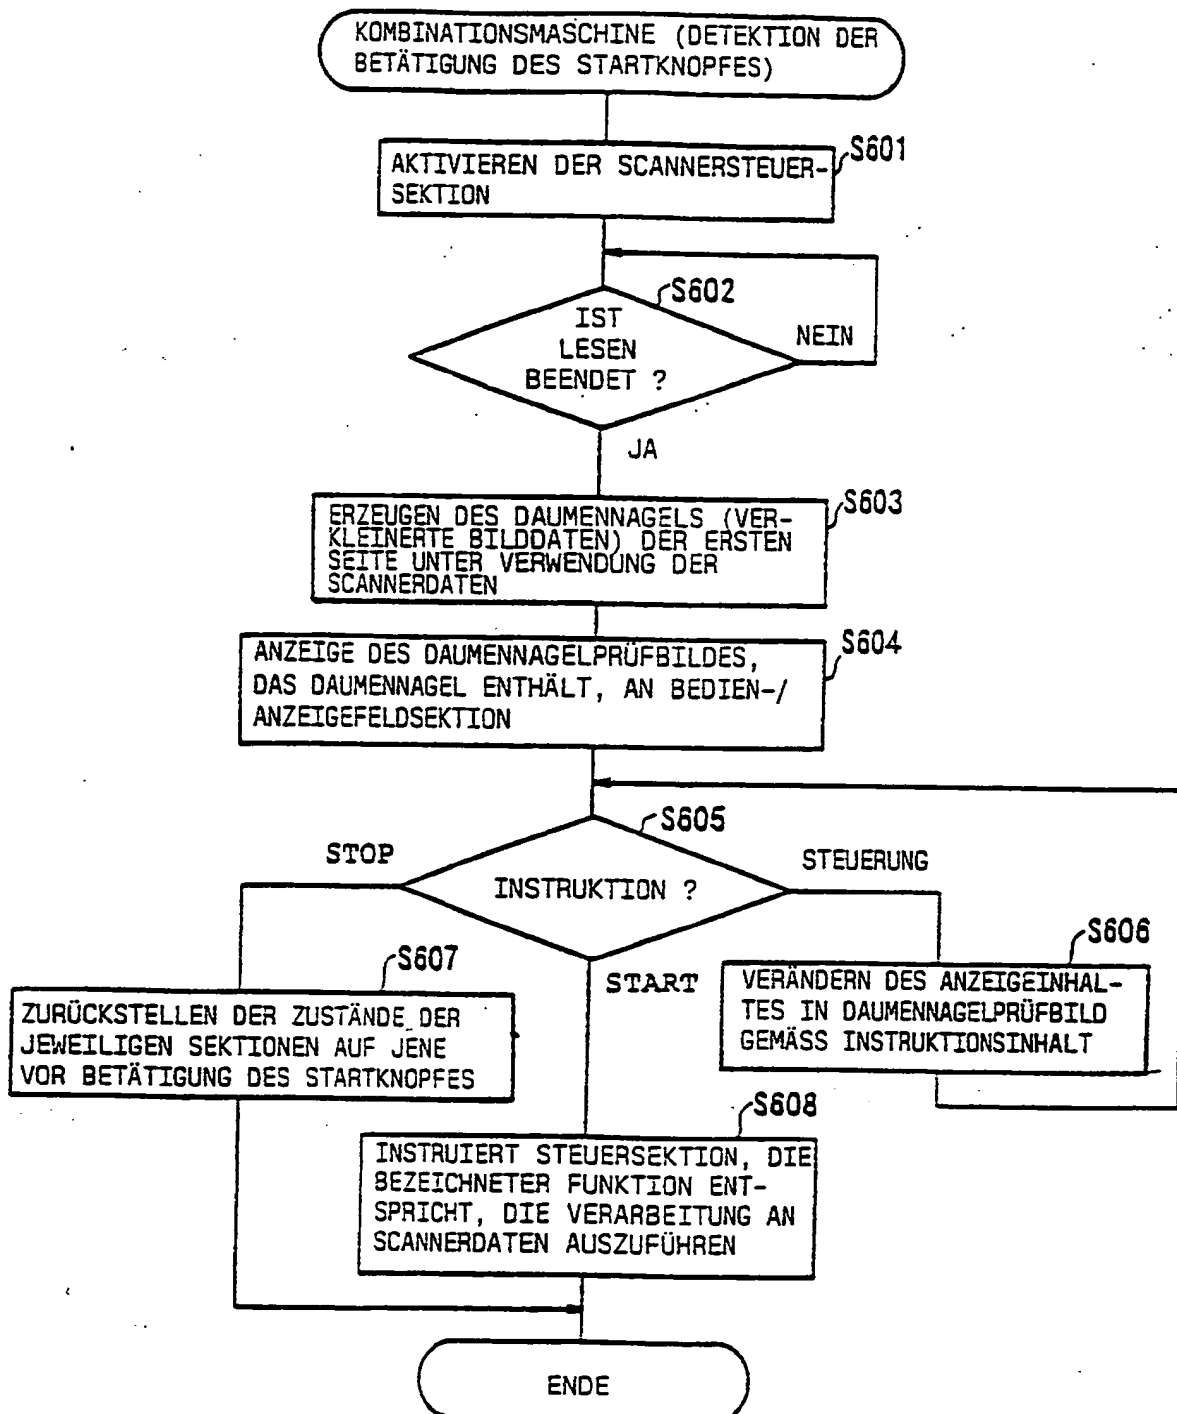 KOMBINATIONSMASCHINE (DETEKTION DER
BETÄTIGUNG DES STARTKNOPFES)
S601
AKTIVIEREN DER SCANNERSTEUER-
SEKTION
S602
IST
LESEN
BEENDET ?
NEIN
JA
S603
ERZEUGEN DES DAUMENNAGELS (VER-
KLEINERTE BILDDATEN) DER ERSTEN
SEITE UNTER VERWENDUNG DER
SCANNERDATEN
S604
ANZEIGE DES DAUMENNAGELPRÜFBILDES,
DAS DAUMENNAGEL ENTHÄLT, AN BEDIEN-/
ANZEIGEFELDSEKTION
S605
STOP
STEUERUNG
INSTRUKTION ?
START
S607
ZURÜCKSTELLEN DER ZUSTÄNDE DER
JEWEILIGEN SEKTIONEN AUF JENE
VOR BETÄTIGUNG DES STARTKNOPFES
S606
VERÄNDERN DES ANZEIGEINHAL-
TES IN DAUMENNAGELPRÜFBILD
GEMÄSS INSTRUKTIONSINHALT
S608
INSTRUIERT STEUERSEKTION, DIE
BEZEICHNETER FUNKTION ENT-
SPRICHT, DIE VERARBEITUNG AN
SCANNERDATEN AUSZUFÜHREN
ENDE